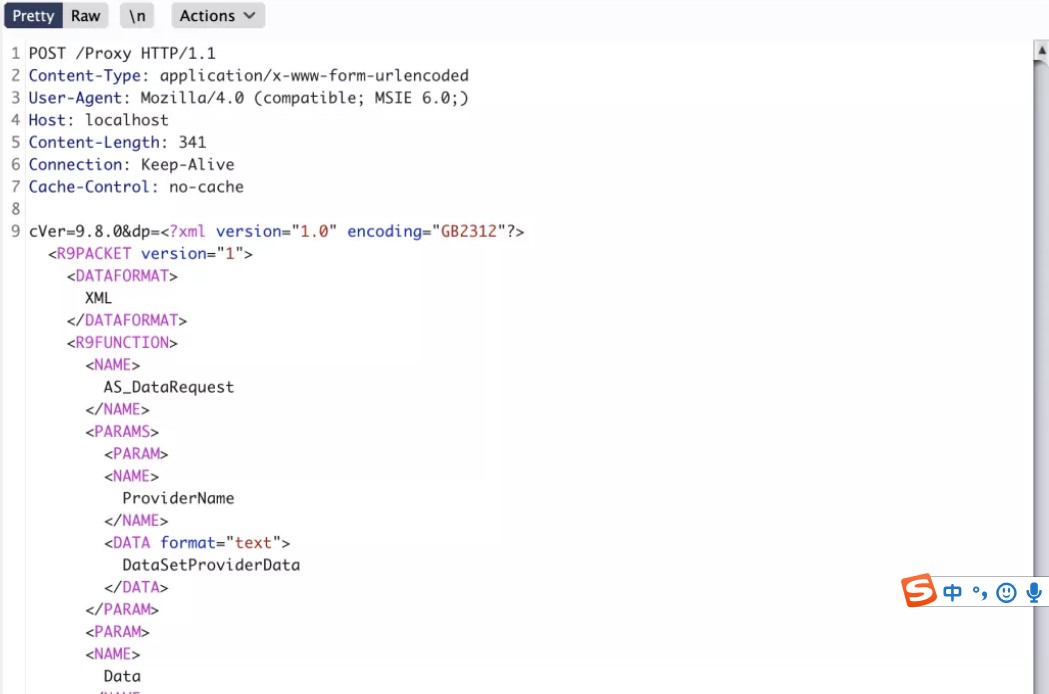 Pretty Raw \n Actions
1 POST /Proxy HTTP/1.1
2 Content-Type: application/x-www-form-urlencoded
3 User-Agent: Mozilla/4.0 (compatible; MSIE 6.0;)
4 Host: localhost
5 Content-Length: 341
6 Connection: Keep-Alive
7 Cache-Control: no-cache
8
9 cVer=9.8.0&dp=<?xml version="1.0" encoding="GB2312"?>
<R9PACKET version="1">
<DATAFORMAT>
XML
</DATAFORMAT>
<R9FUNCTION>
<NAME>
AS_DataRequest
</NAME>
<PARAMS>
<PARAM>
<NAME>
ProviderName
</NAME>
<DATA format="text">
DataSetProviderData
</DATA>
S 中 °,
</PARAM>
<PARAM>
<NAME>
Data